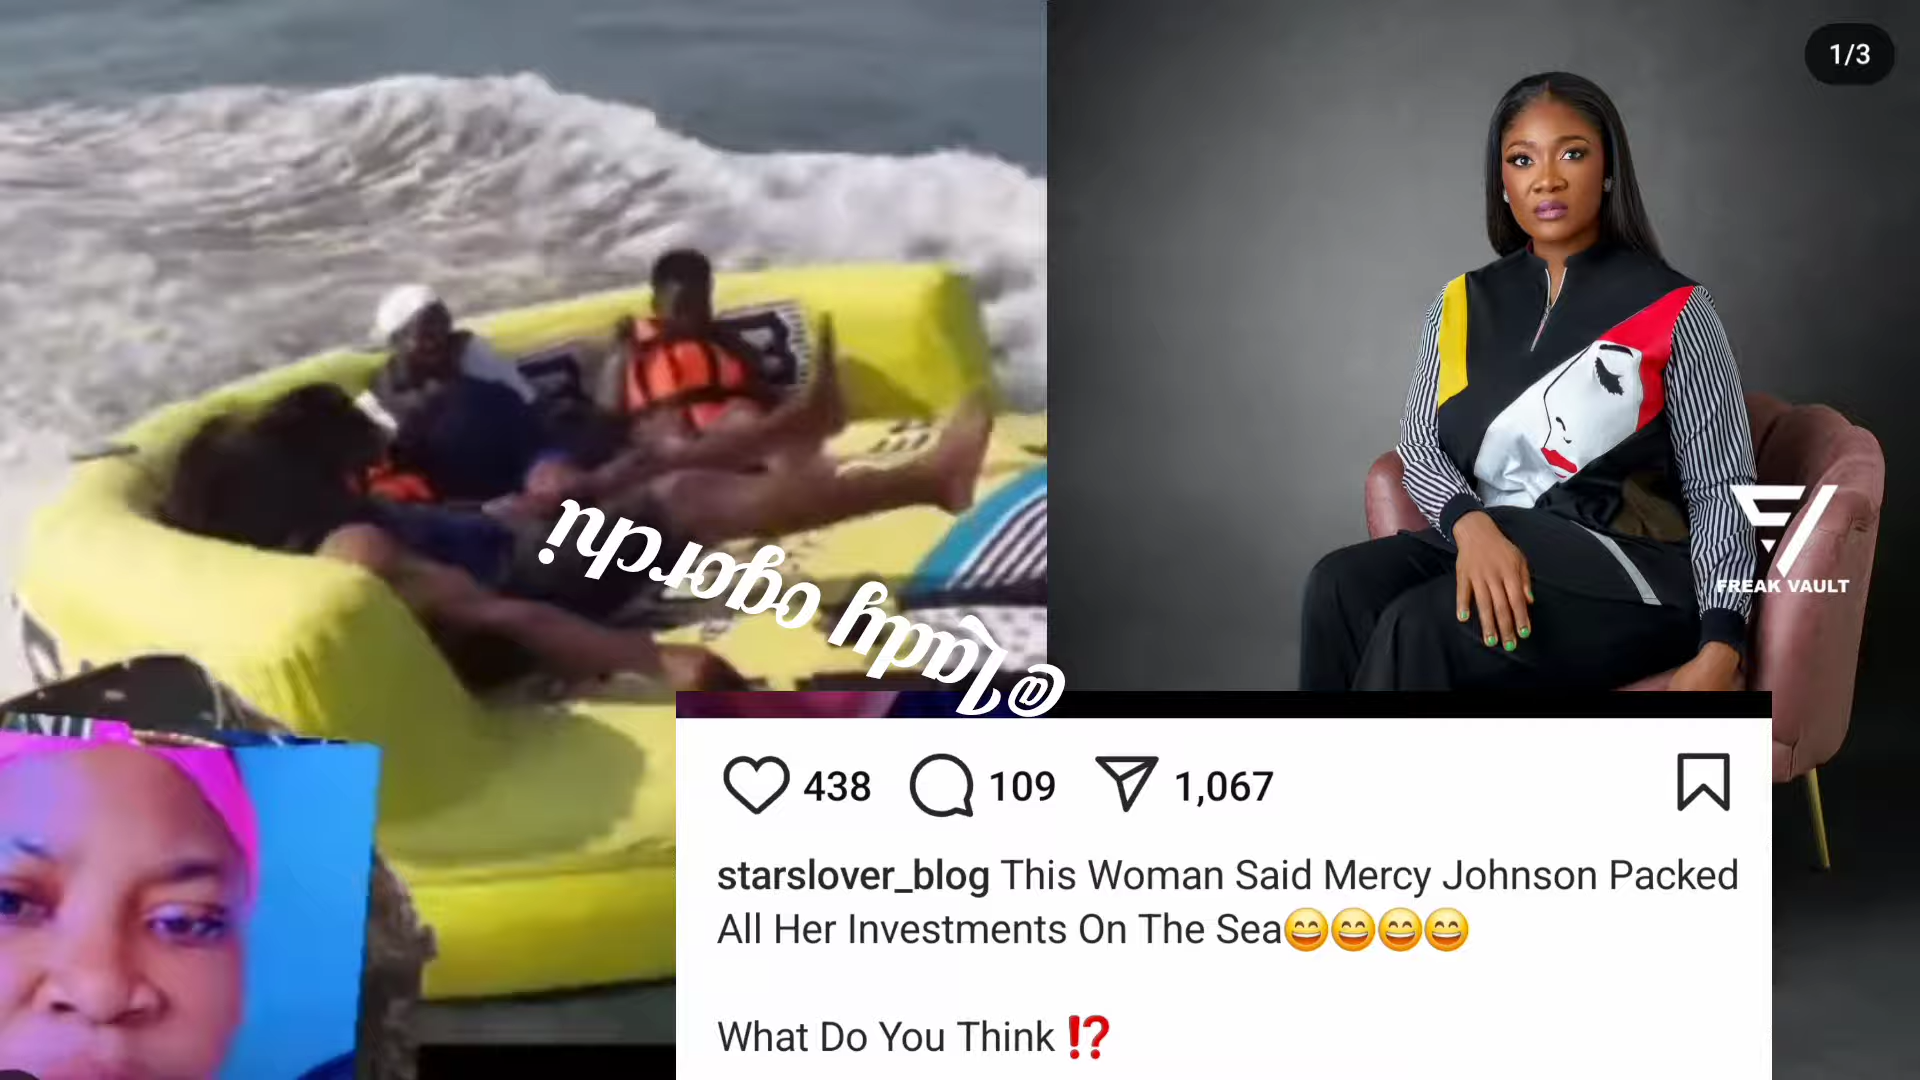 1/3
@lady ogorchi
FREAK VAULT
438 109 1,067
starslover_blog This Woman Said Mercy Johnson Packed
All Her Investments On The Sea😄😄😄😄
What Do You Think ⁉️